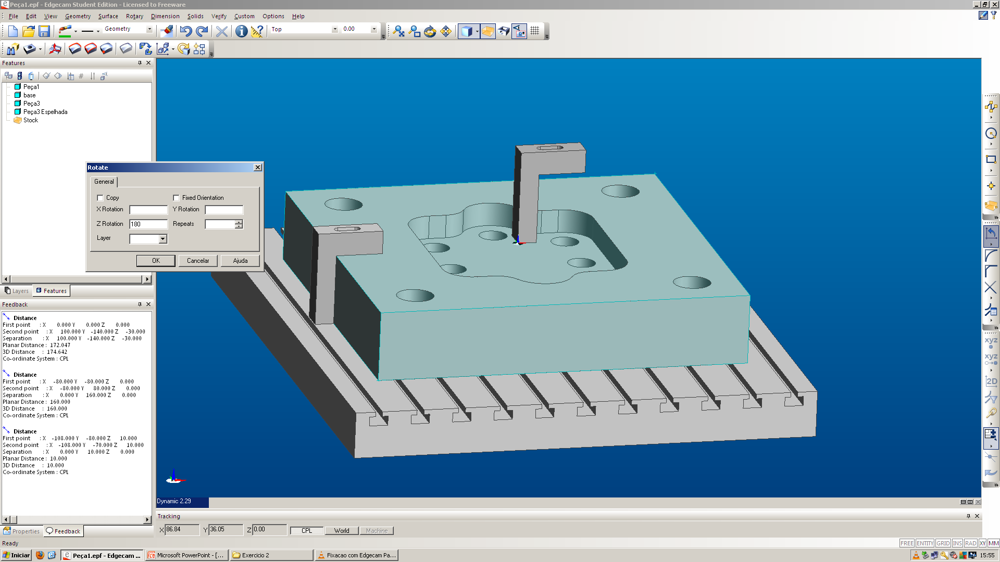 Peça1.epf - Edgecam Student Edition - Licensed to Freeware
File Edit View Geometry Surface Rotary Dimension Solids Verify Custom Options Help
Geometry Top 0.00
Features
Peça1
base
Peça3
Peça3 Espelhada
Stock
Rotate
General
Copy Fixed Orientation
X Rotation Y Rotation
Z Rotation 180 Repeats
Layer
OK Cancelar Ajuda
Layers Features
Feedback
Distance
First point : X 0.000 Y 0.000 Z 0.000
Second point : X 100.000 Y -140.000 Z -30.000
Separation : X 100.000 Y -140.000 Z -30.000
Planar Distance : 172.047
3D Distance : 174.642
Co-ordinate System : CPL
Distance
First point : X -80.000 Y -80.000 Z 0.000
Second point : X -80.000 Y 80.000 Z 0.000
Separation : X 0.000 Y 160.000 Z 0.000
Planar Distance : 160.000
3D Distance : 160.000
Co-ordinate System : CPL
Distance
First point : X -108.000 Y -80.000 Z 10.000
Second point : X -108.000 Y -70.000 Z 10.000
Separation : X 0.000 Y 10.000 Z 0.000
Planar Distance : 10.000
3D Distance : 10.000
Co-ordinate System : CPL
Properties Feedback
xyz
xyz
2D
Dynamic 2.29
Tracking
X 86.84 Y 36.05 Z 0.00 CPL World Machine
Ready
FREE ENTITY GRID INS RAD XY MM
Iniciar Peça1.epf - Edgecam ... Microsoft PowerPoint - [... Exercicio 2 Fixacao com Edgecam Pa... 15:55